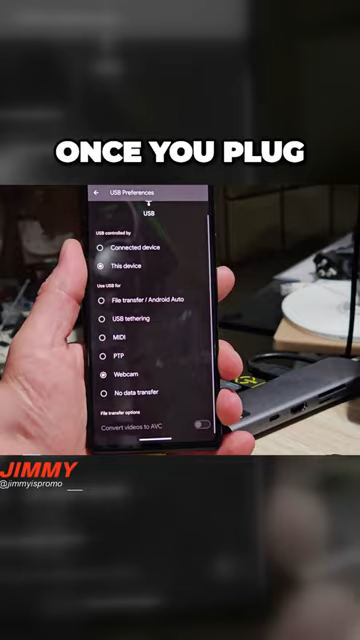 ONCE YOU PLUG
USB Preferences
USB
USB controlled by
Connected device
This device
Use USB for
File transfer / Android Auto
USB tethering
MIDI
PTP
Webcam
No data transfer
File transfer options
Convert videos to AVC
JIMMY
@jimmyispromo